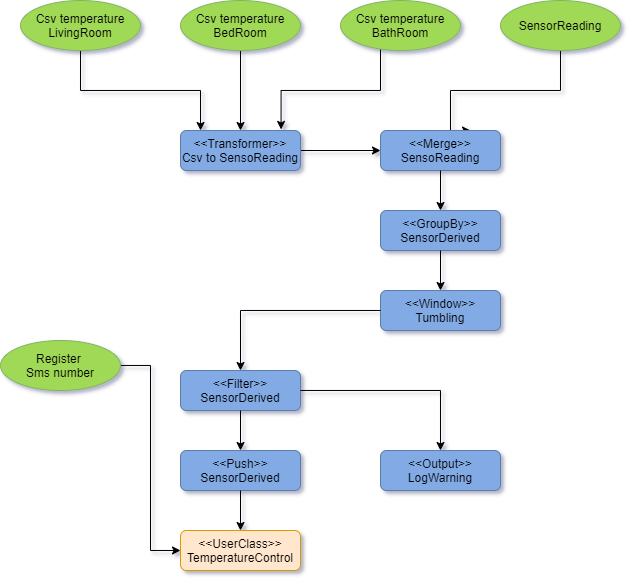 Csv temperature
LivingRoom
Csv temperature
BedRoom
Csv temperature
BathRoom
SensorReading
<<Transformer>>
Csv to SensoReading
<<Merge>>
SensoReading
<<GroupBy>>
SensorDerived
<<Window>>
Tumbling
Register
Sms number
<<Filter>>
SensorDerived
<<Push>>
SensorDerived
<<Output>>
LogWarning
<<UserClass>>
TemperatureControl